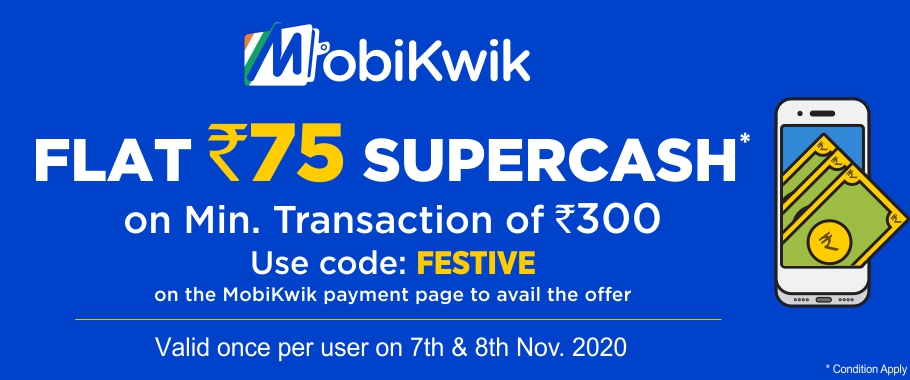 MobiKwik
FLAT ₹75 SUPERCASH*
on Min. Transaction of ₹300
Use code: FESTIVE
on the MobiKwik payment page to avail the offer
Valid once per user on 7th & 8th Nov. 2020
* Condition Apply